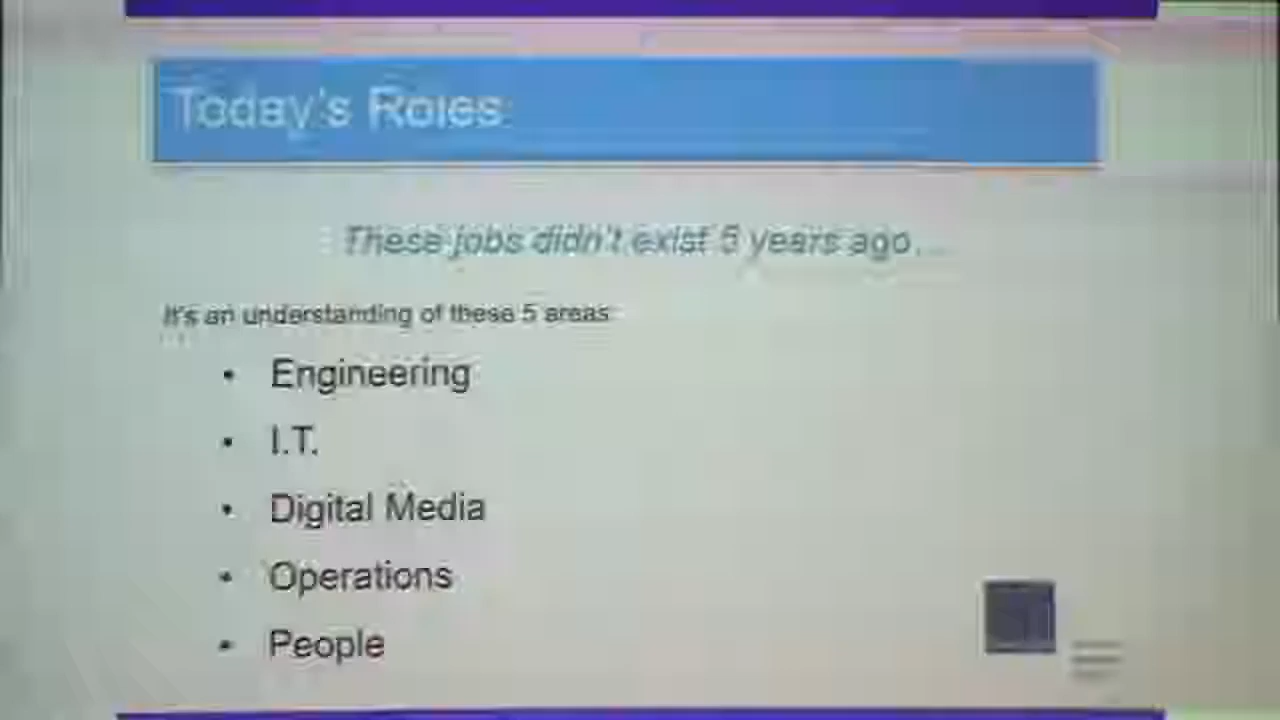 Today's Roles
These jobs didn't exist 5 years ago...
It's an understanding of these 5 areas:
• Engineering
• I.T.
• Digital Media
• Operations
• People